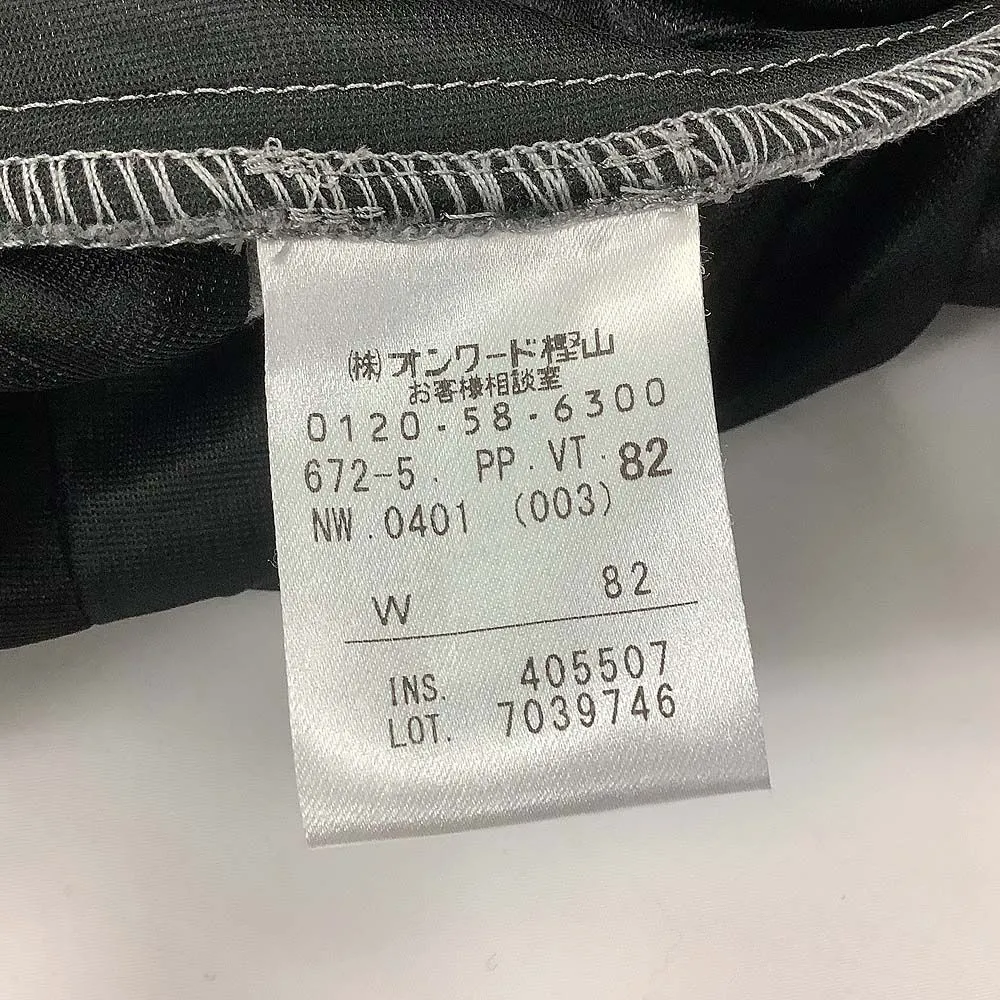 (株)オンワード樫山
お客様相談室
0120-58-6300
672-5. PP.VT.82
NW.0401 (003)
W 82
INS. 405507
LOT. 7039746